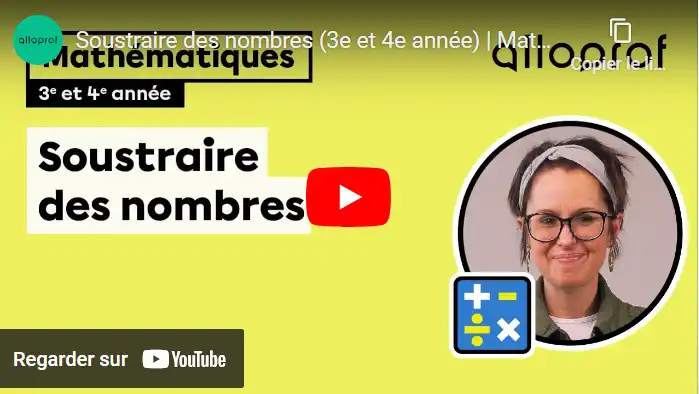 alloprof
Soustraire des nombres (3e et 4e année) | Mat...
alloprof
Copier le li...
Mathématiques
3e et 4e année
Soustraire
des nombres
Regarder sur YouTube